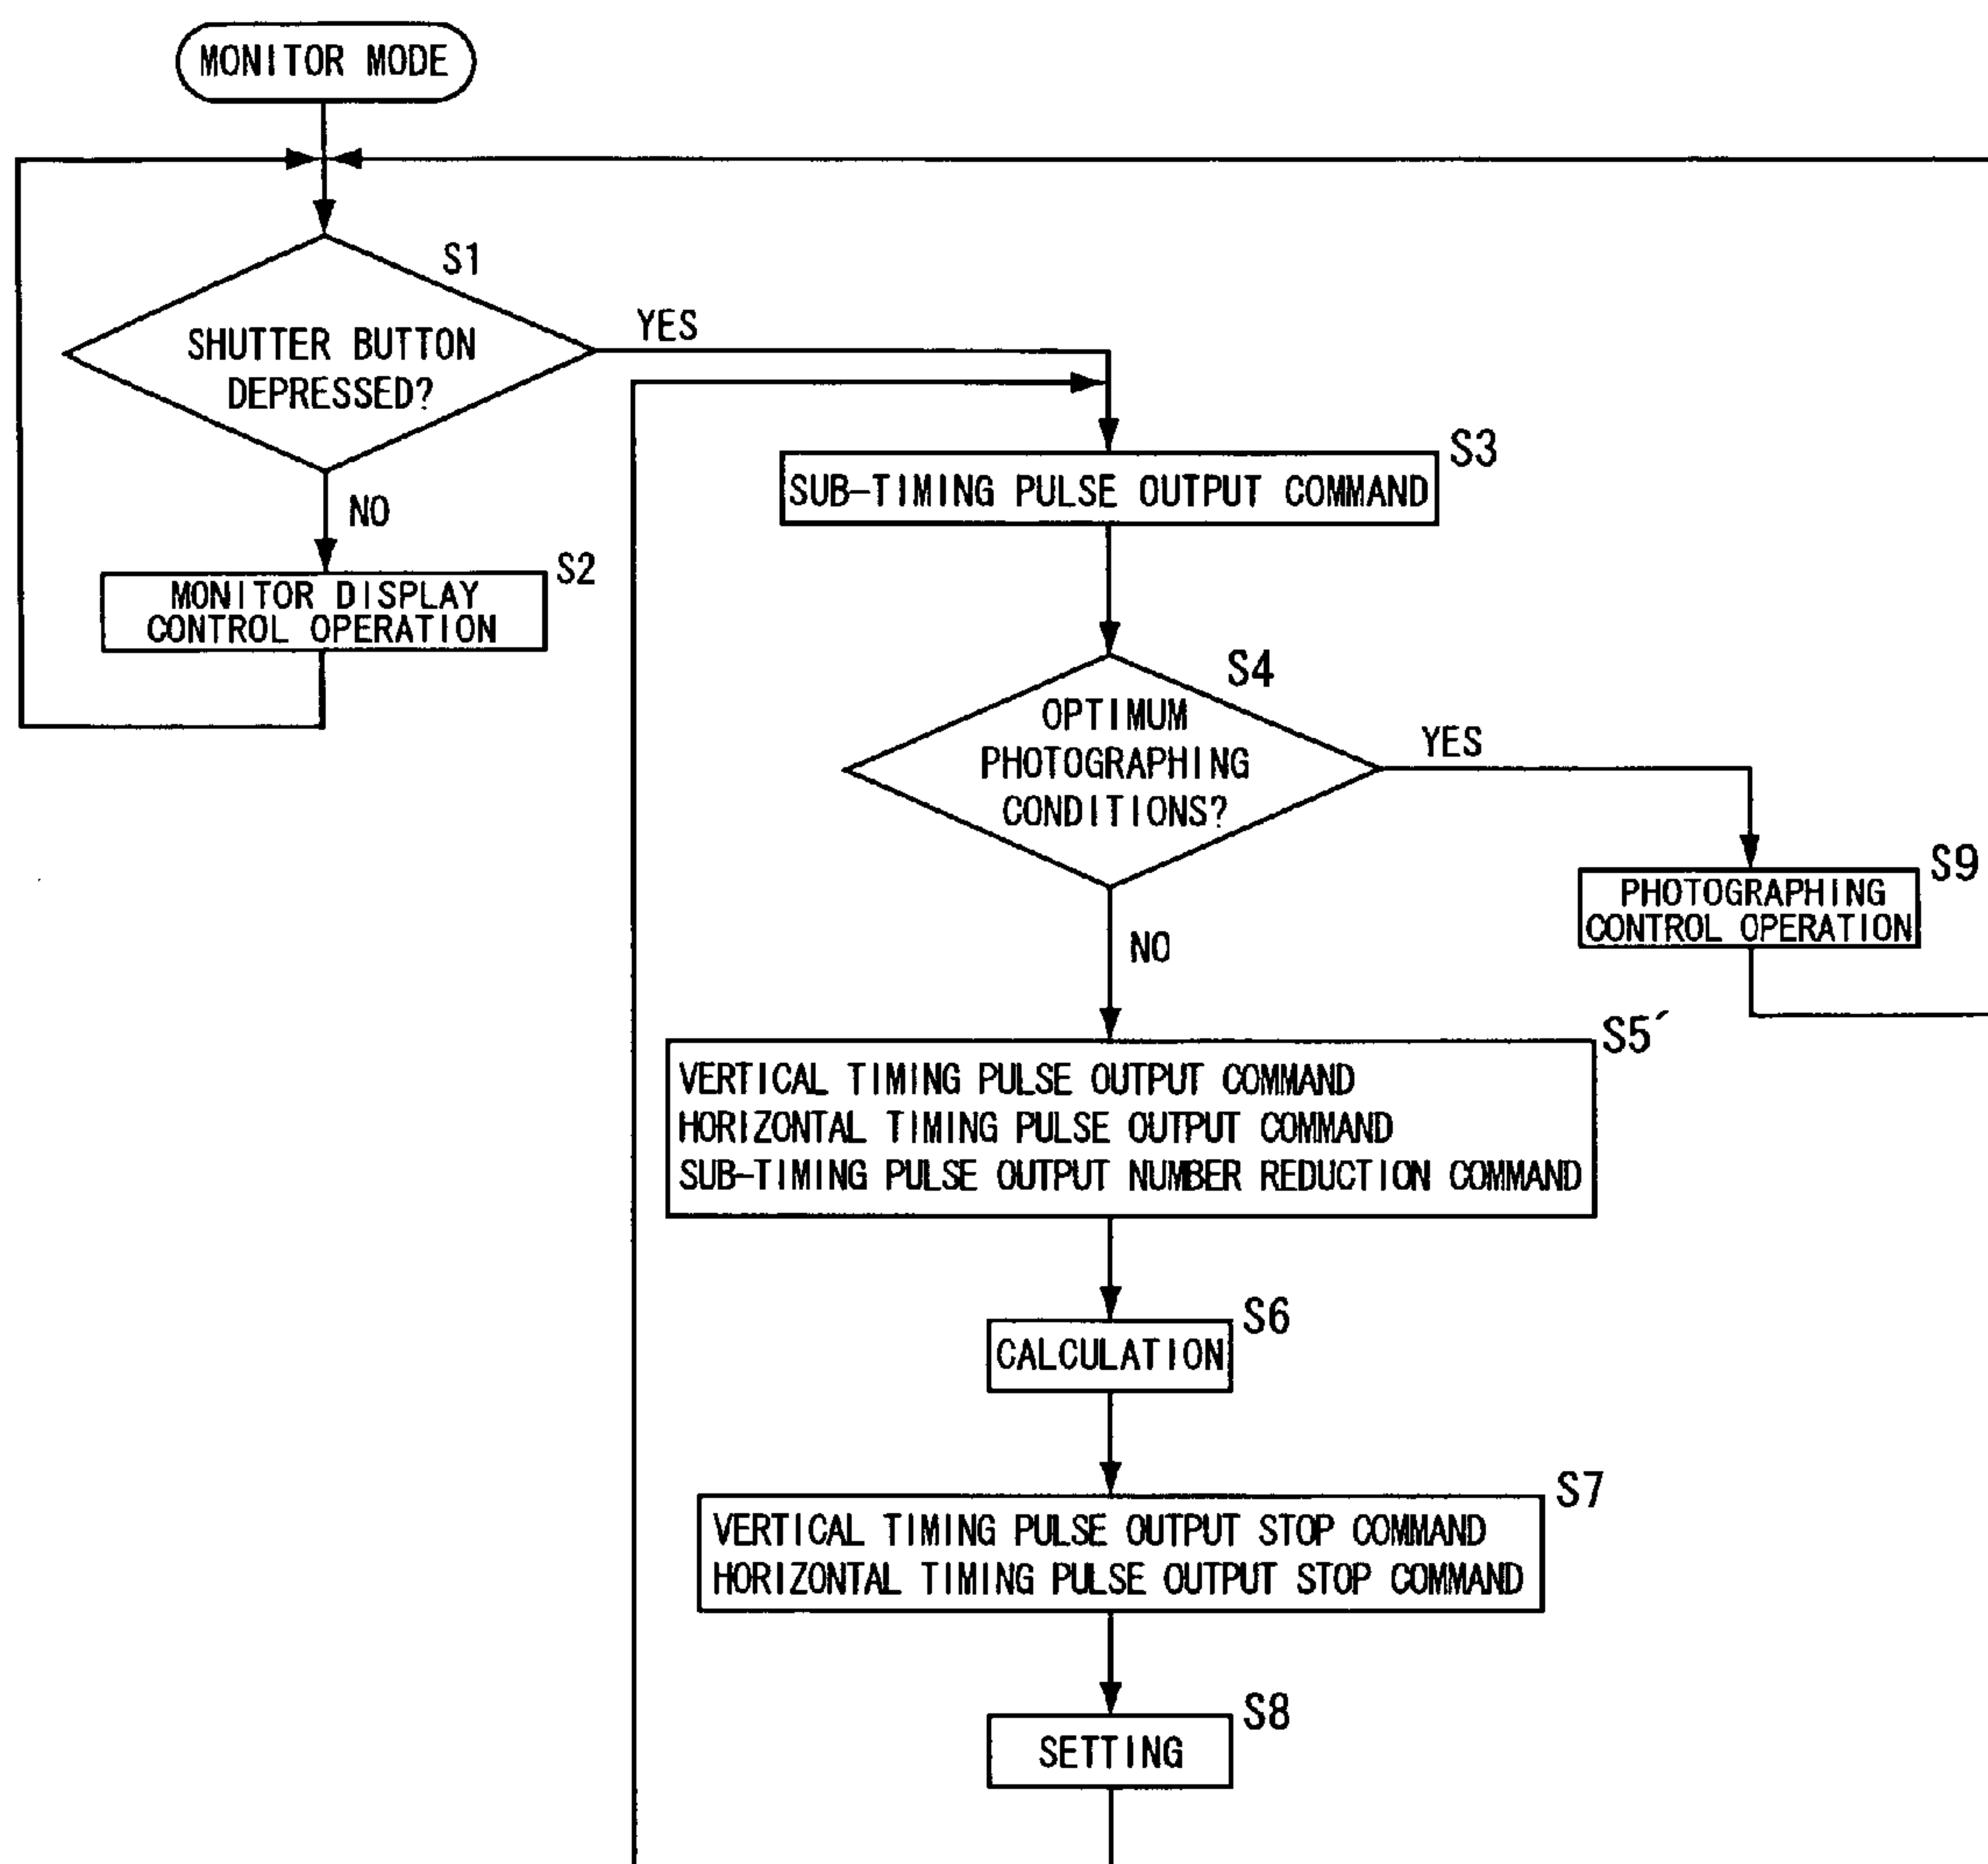 MONITOR MODE
S1
SHUTTER BUTTON
DEPRESSED?
YES
NO
S2
MONITOR DISPLAY
CONTROL OPERATION
S3
SUB-TIMING PULSE OUTPUT COMMAND
S4
OPTIMUM
PHOTOGRAPHING
CONDITIONS?
YES
NO
S9
PHOTOGRAPHING
CONTROL OPERATION
S5´
VERTICAL TIMING PULSE OUTPUT COMMAND
HORIZONTAL TIMING PULSE OUTPUT COMMAND
SUB-TIMING PULSE OUTPUT NUMBER REDUCTION COMMAND
S6
CALCULATION
S7
VERTICAL TIMING PULSE OUTPUT STOP COMMAND
HORIZONTAL TIMING PULSE OUTPUT STOP COMMAND
S8
SETTING